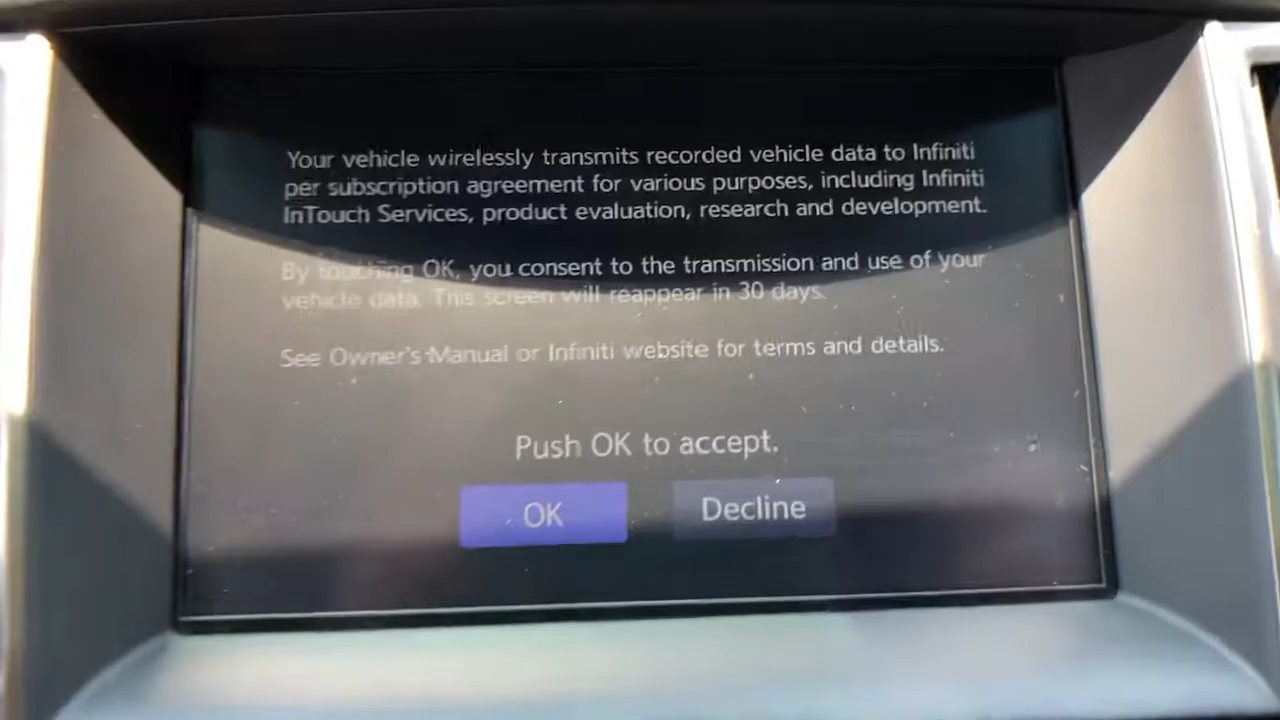 Your vehicle wirelessly transmits recorded vehicle data to Infiniti
per subscription agreement for various purposes, including Infiniti
InTouch Services, product evaluation, research and development.
By touching OK, you consent to the transmission and use of your
vehicle data. This screen will reappear in 30 days.
See Owner's Manual or Infiniti website for terms and details.
Push OK to accept.
OK
Decline